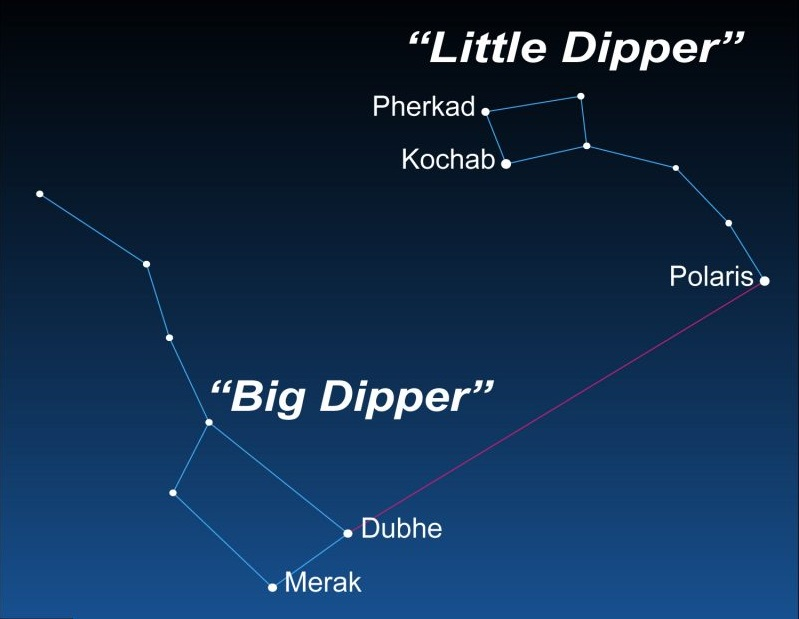 “Little Dipper”
Pherkad
Kochab
Polaris
“Big Dipper”
Dubhe
Merak